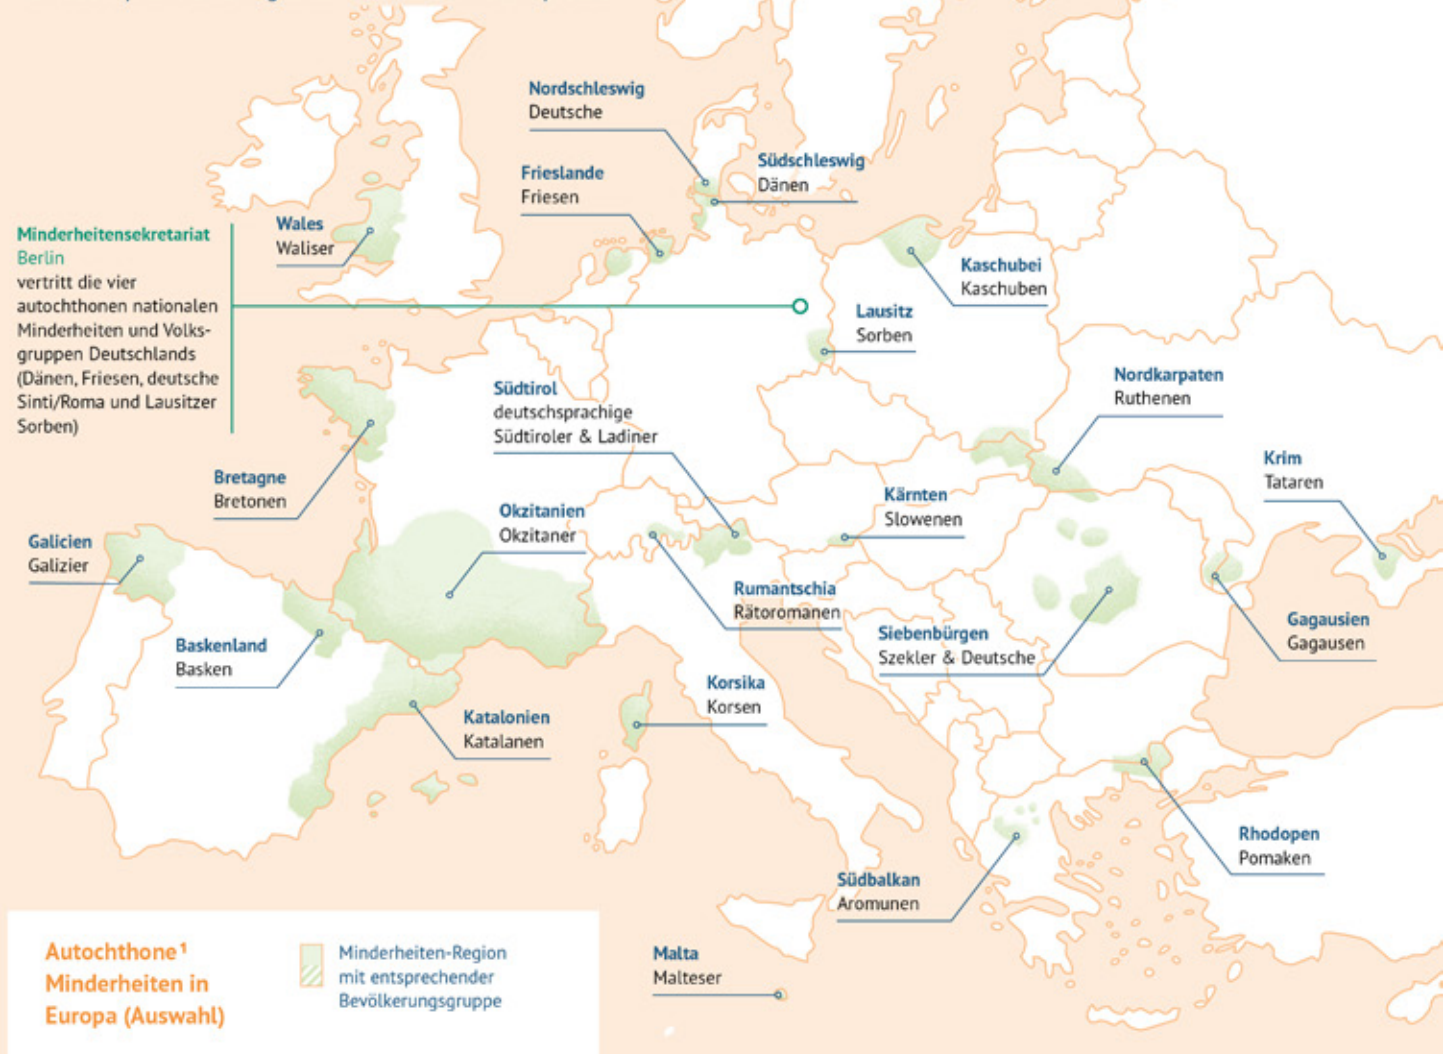 Nordschleswig
Deutsche
Südschleswig
Dänen
Frieslande
Friesen
Wales
Waliser
Minderheitensekretariat
Berlin
vertritt die vier
autochthonen nationalen
Minderheiten und Volks-
gruppen Deutschlands
(Dänen, Friesen, deutsche
Sinti/Roma und Lausitzer
Sorben)
Kaschubei
Kaschuben
Lausitz
Sorben
Südtirol
deutschsprachige
Südtiroler & Ladiner
Nordkarpaten
Ruthenen
Krim
Tataren
Bretagne
Bretonen
Okzitanien
Okzitaner
Kärnten
Slowenen
Galicien
Galizier
Rumantschia
Rätoromanen
Baskenland
Basken
Siebenbürgen
Szekler & Deutsche
Gagausien
Gagausen
Korsika
Korsen
Katalonien
Katalanen
Rhodopen
Pomaken
Südbalkan
Aromunen
Malta
Malteser
Autochthone¹
Minderheiten in
Europa (Auswahl)
Minderheiten-Region
mit entsprechender
Bevölkerungsgruppe